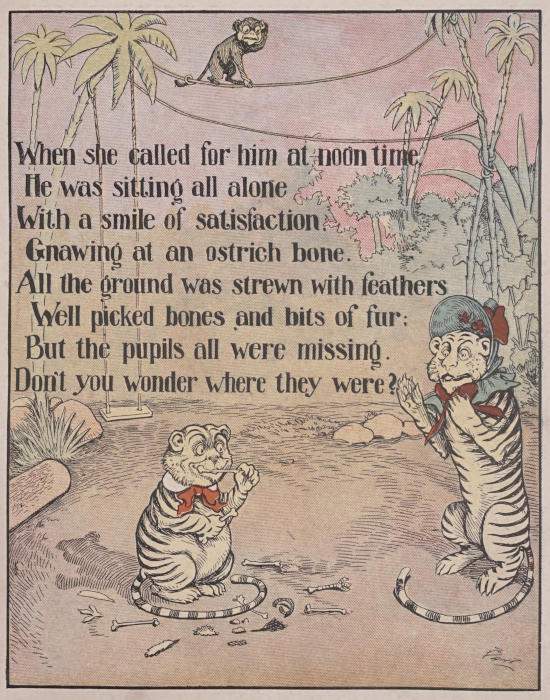 When she called for him at noon time,
He was sitting all alone
With a smile of satisfaction,
Gnawing at an ostrich bone.
All the ground was strewn with feathers
Well picked bones and bits of fur:
But the pupils all were missing.
Don't you wonder where they were?